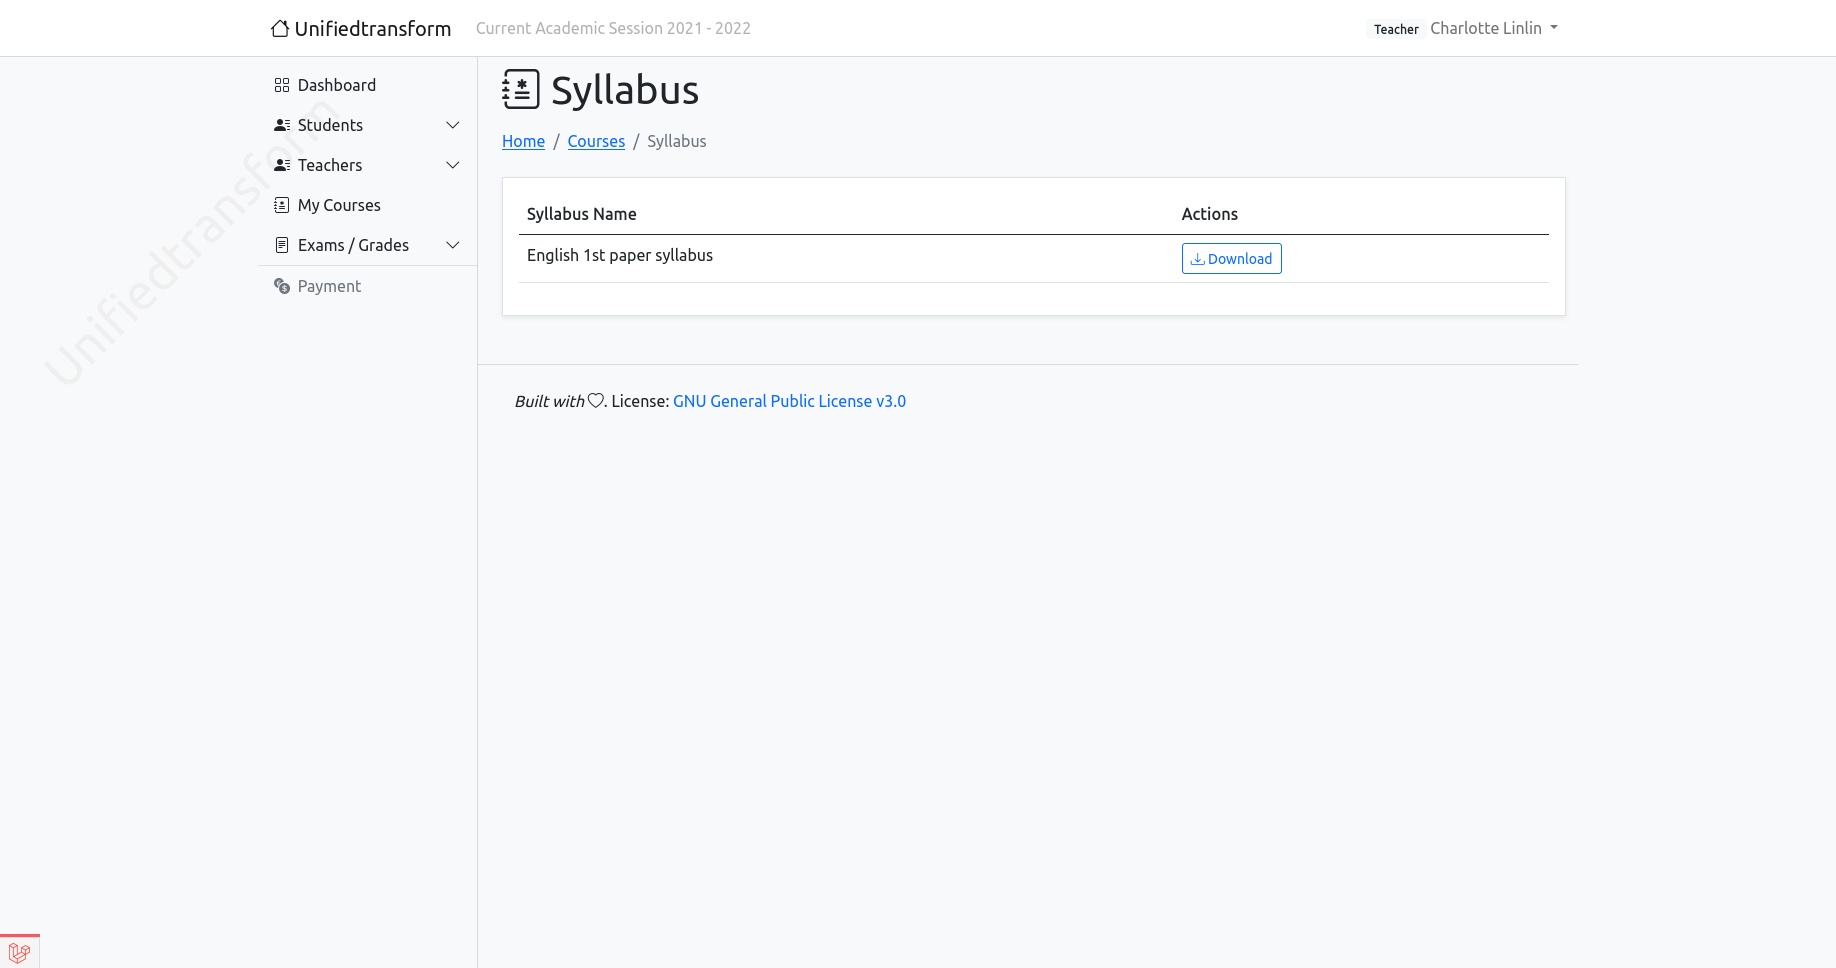 Unifiedtransform
Current Academic Session 2021 - 2022
Teacher Charlotte Linlin
Dashboard
Students
Teachers
My Courses
Exams / Grades
Payment
Unifiedtransform
Syllabus
Home / Courses / Syllabus
Syllabus Name Actions
English 1st paper syllabus Download
Built with ♡. License: GNU General Public License v3.0